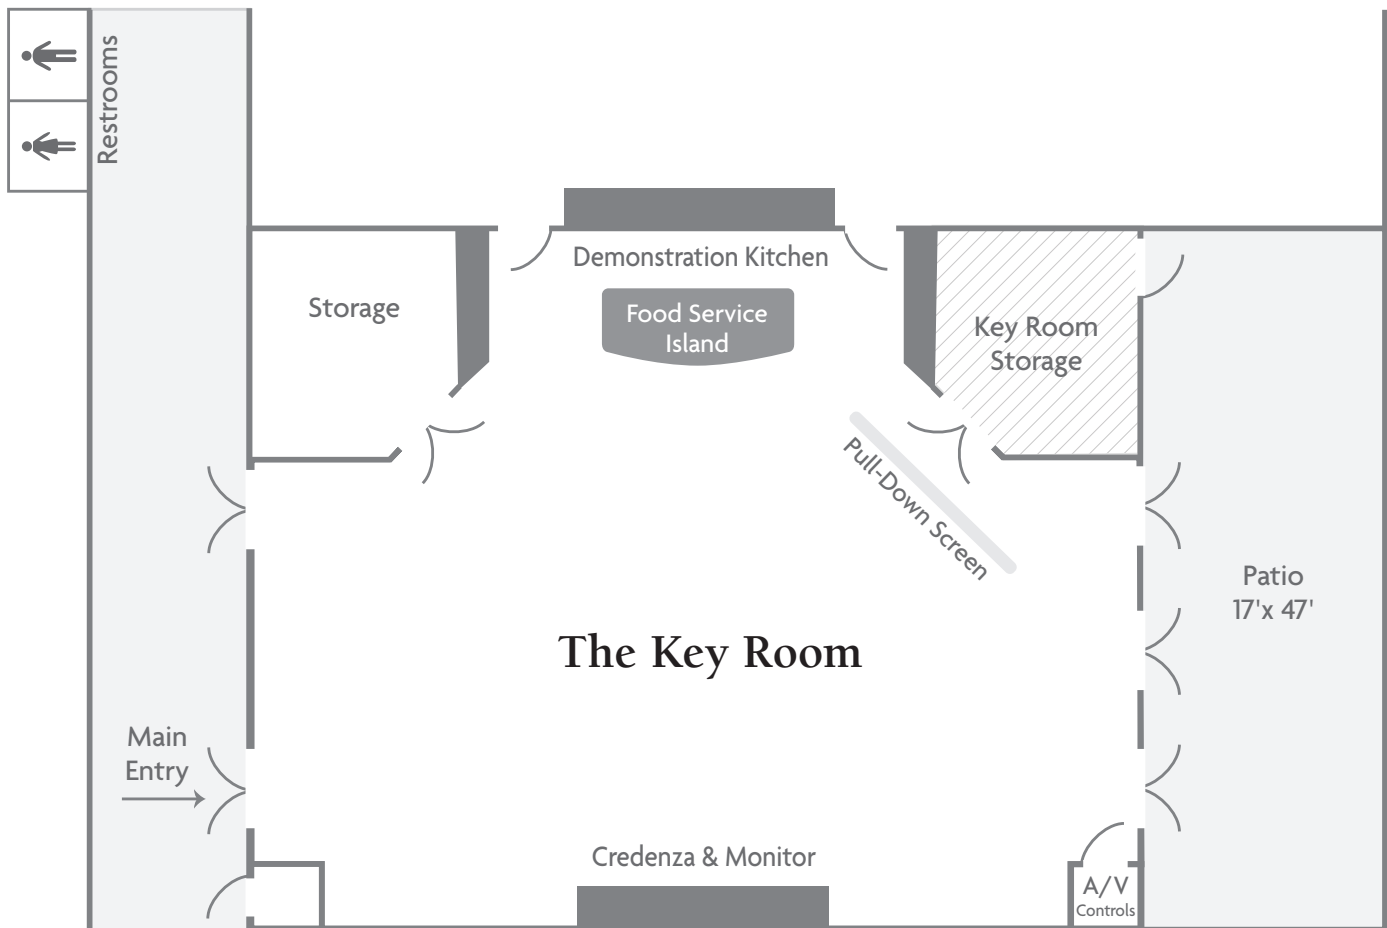 Restrooms
Demonstration Kitchen
Storage
Food Service
Island
Key Room
Storage
Pull-Down Screen
Patio
17'x 47'
The Key Room
Main
Entry
Credenza & Monitor
A/V
Controls